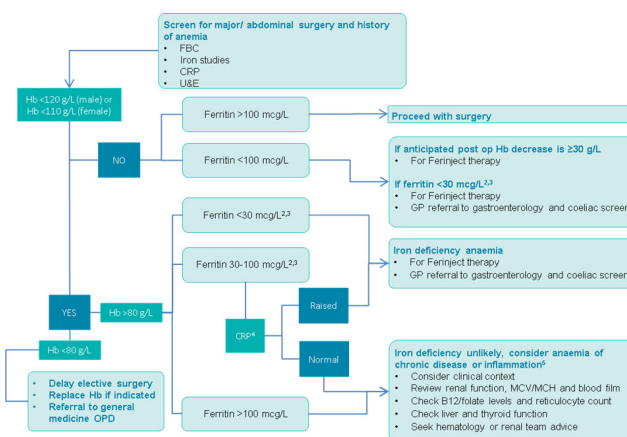 Screen for major/ abdominal surgery and history
of anemia
• FBC
• Iron studies
• CRP
• U&E
Hb <120 g/L (male) or
Hb <110 g/L (female)
NO
Ferritin >100 mcg/L
Proceed with surgery
Ferritin <100 mcg/L
If anticipated post op Hb decrease is ≥30 g/L
• For Ferinject therapy
If ferritin <30 mcg/L²,³
• For Ferinject therapy
• GP referral to gastroenterology and coeliac screen
YES
Hb >80 g/L
Ferritin <30 mcg/L²,³
Ferritin 30-100 mcg/L²,³
CRP⁴
Raised
Normal
Iron deficiency anaemia
• For Ferinject therapy
• GP referral to gastroenterology and coeliac screen
Hb <80 g/L
• Delay elective surgery
• Replace Hb if indicated
• Referral to general
medicine OPD
Ferritin >100 mcg/L
Iron deficiency unlikely, consider anaemia of
chronic disease or inflammation⁵
• Consider clinical context
• Review renal function, MCV/MCH and blood film
• Check B12/folate levels and reticulocyte count
• Check liver and thyroid function
• Seek hematology or renal team advice